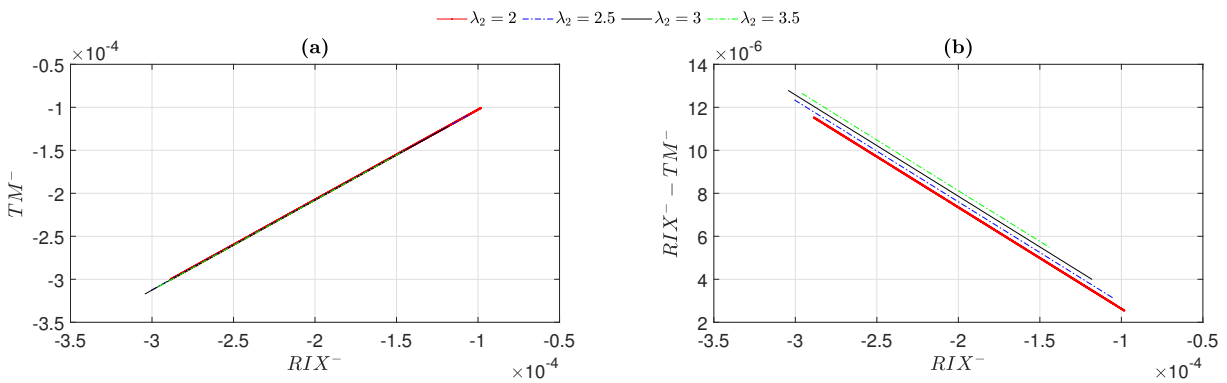 λ₂ = 2 λ₂ = 2.5 λ₂ = 3 λ₂ = 3.5
(a)
×10⁻⁴
-0.5
-1
-1.5
-2
-2.5
-3
-3.5
TM⁻
-3.5 -3 -2.5 -2 -1.5 -1 -0.5
RIX⁻
×10⁻⁴
(b)
×10⁻⁶
14
12
10
8
6
4
2
RIX⁻ − TM⁻
-3.5 -3 -2.5 -2 -1.5 -1 -0.5
RIX⁻
×10⁻⁴